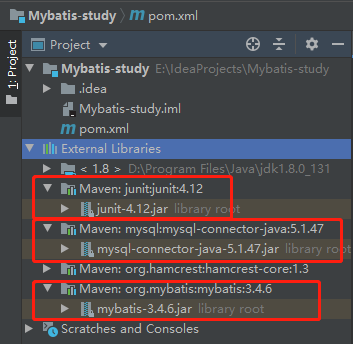 Mybatis-study pom.xml
1: Project
Project
Mybatis-study E:\IdeaProjects\Mybatis-study
.idea
Mybatis-study.iml
pom.xml
External Libraries
< 1.8 > D:\Program Files\Java\jdk1.8.0_131
Maven: junit:junit:4.12
junit-4.12.jar library root
Maven: mysql:mysql-connector-java:5.1.47
mysql-connector-java-5.1.47.jar library root
Maven: org.hamcrest:hamcrest-core:1.3
Maven: org.mybatis:mybatis:3.4.6
mybatis-3.4.6.jar library root
Scratches and Consoles